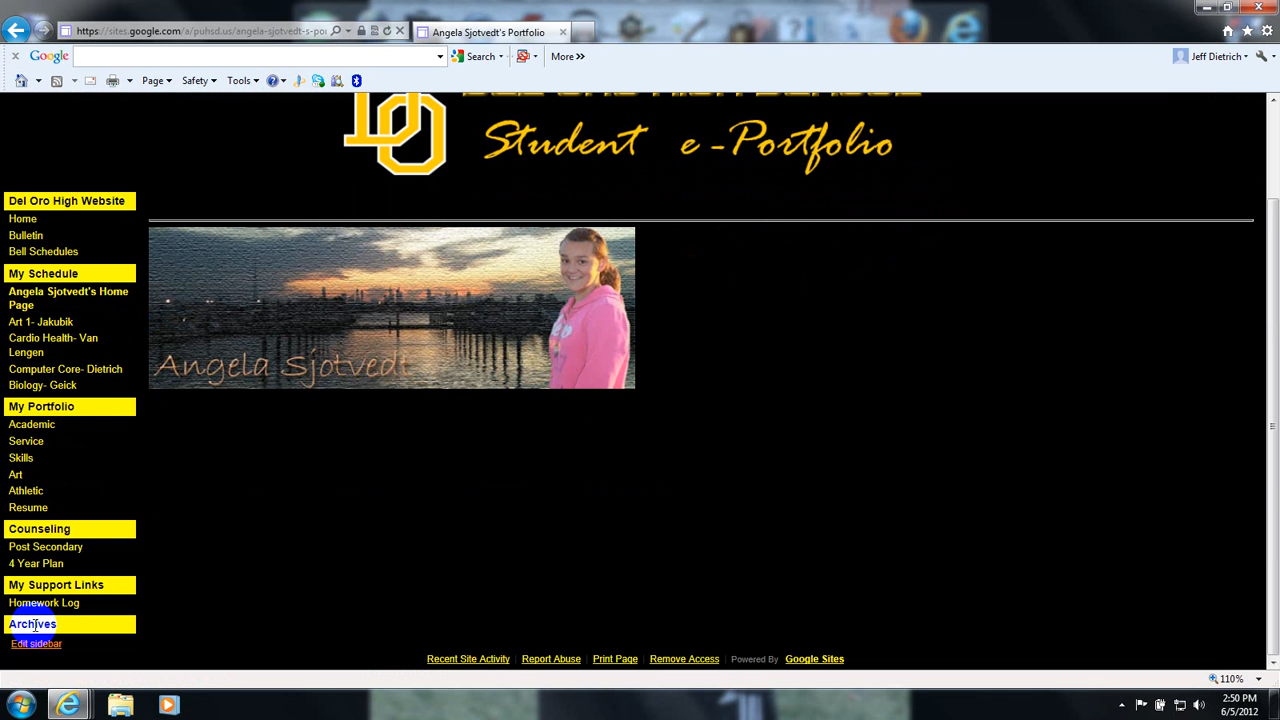 https://sites.google.com/a/puhsd.us/angela-sjotvedt-s-po
Angela Sjotvedt's Portfolio
Google
Search
More »
Jeff Dietrich
Page
Safety
Tools
DO
Student e-Portfolio
Del Oro High Website
Home
Bulletin
Bell Schedules
My Schedule
Angela Sjotvedt's Home
Page
Art 1- Jakubik
Cardio Health- Van
Lengen
Computer Core- Dietrich
Biology- Geick
My Portfolio
Academic
Service
Skills
Art
Athletic
Resume
Counseling
Post Secondary
4 Year Plan
My Support Links
Homework Log
Archives
Edit sidebar
Angela Sjotvedt
Recent Site Activity | Report Abuse | Print Page | Remove Access | Powered By Google Sites
110%
2:50 PM
6/5/2012